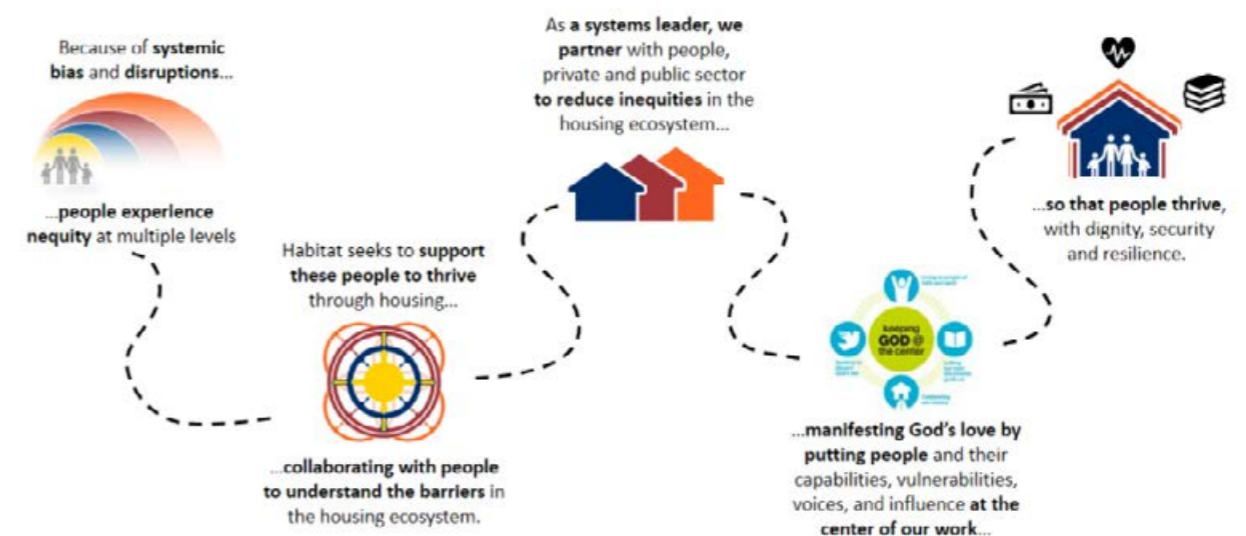 Because of systemic
bias and disruptions...
...people experience
nequity at multiple levels
Habitat seeks to support
these people to thrive
through housing...
...collaborating with people
to understand the barriers in
the housing ecosystem.
As a systems leader, we
partner with people,
private and public sector
to reduce inequities in the
housing ecosystem...
keeping
GOD @
the center
...manifesting God's love by
putting people and their
capabilities, vulnerabilities,
voices, and influence at the
center of our work...
...so that people thrive,
with dignity, security
and resilience.